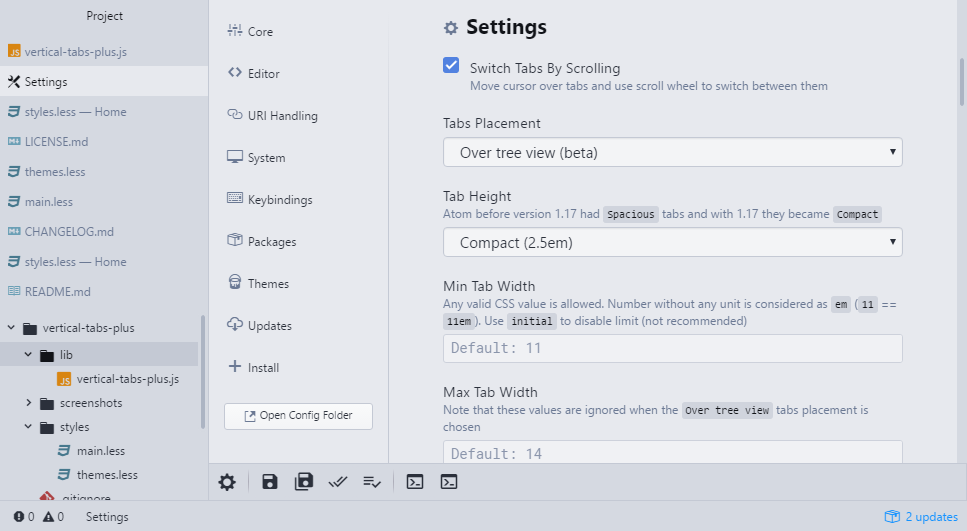 Project
vertical-tabs-plus.js
Settings
styles.less — Home
LICENSE.md
themes.less
main.less
CHANGELOG.md
styles.less — Home
README.md
vertical-tabs-plus
lib
vertical-tabs-plus.js
screenshots
styles
main.less
themes.less
.gitignore
Core
Editor
URI Handling
System
Keybindings
Packages
Themes
Updates
Install
Open Config Folder
Settings
Switch Tabs By Scrolling
Move cursor over tabs and use scroll wheel to switch between them
Tabs Placement
Over tree view (beta)
Tab Height
Atom before version 1.17 had Spacious tabs and with 1.17 they became Compact
Compact (2.5em)
Min Tab Width
Any valid CSS value is allowed. Number without any unit is considered as em (11 ==
11em). Use initial to disable limit (not recommended)
Default: 11
Max Tab Width
Note that these values are ignored when the Over tree view tabs placement is
chosen
Default: 14
0 0 Settings
2 updates